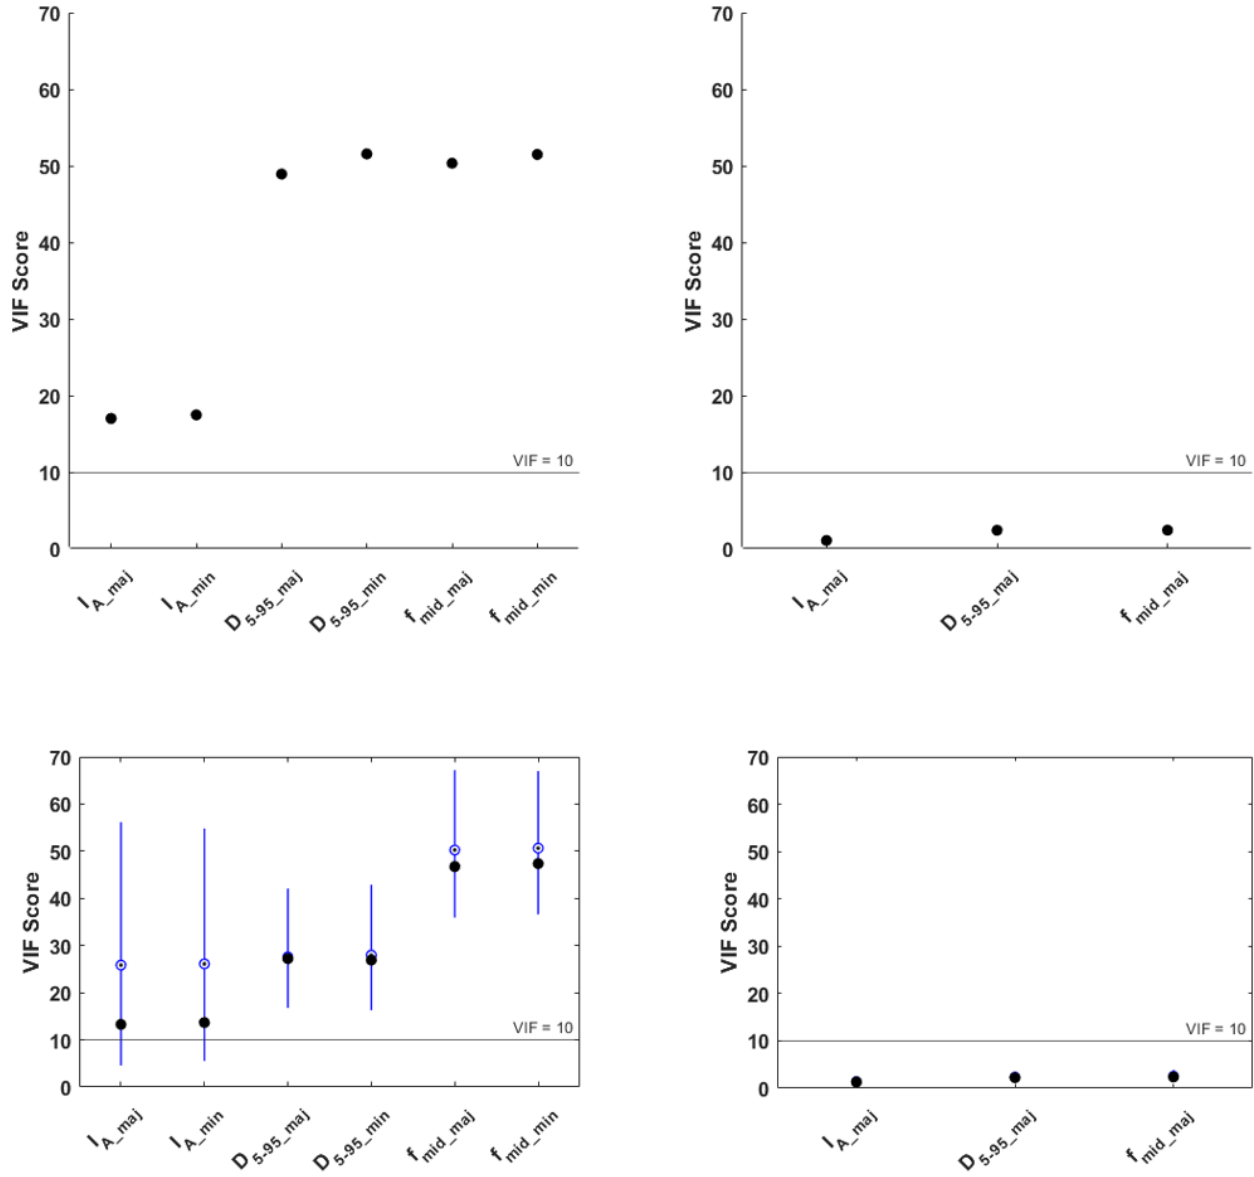 70
60
50
40
30
20
10
0
VIF Score
VIF = 10
I A_maj
I A_min
D 5-95_maj
D 5-95_min
f mid_maj
f mid_min
70
60
50
40
30
20
10
0
VIF Score
VIF = 10
I A_maj
D 5-95_maj
f mid_maj
70
60
50
40
30
20
10
0
VIF Score
VIF = 10
I A_maj
I A_min
D 5-95_maj
D 5-95_min
f mid_maj
f mid_min
70
60
50
40
30
20
10
0
VIF Score
VIF = 10
I A_maj
D 5-95_maj
f mid_maj